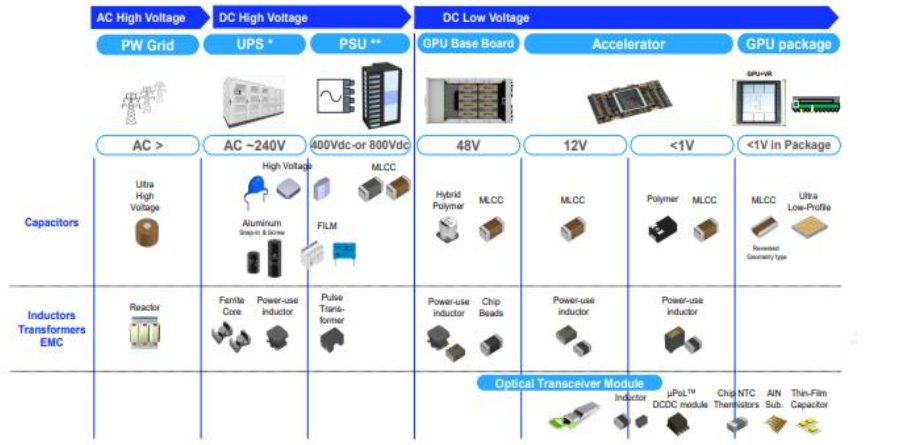 AC High Voltage
DC High Voltage
DC Low Voltage
PW Grid
UPS *
PSU **
GPU Base Board
Accelerator
GPU package
GPU+VR
AC >
AC ~240V
400Vdc-or 800Vdc
48V
12V
<1V
<1V in Package
Capacitors
Ultra
High
Voltage
High Voltage
MLCC
Aluminum
Snap-in & Screw
FILM
Hybrid
Polymer
MLCC
MLCC
Polymer
MLCC
MLCC
Reversed
Geometry type
Ultra
Low-Profile
Inductors
Transformers
EMC
Reactor
Ferrite
Core
Power-use
inductor
Pulse
Trans-
former
Power-use
inductor
Chip
Beads
Power-use
inductor
Power-use
inductor
Optical Transceiver Module
Inductor
µPoL™
DCDC module
Chip NTC
Thermistors
AlN
Sub.
Thin-Film
Capacitor